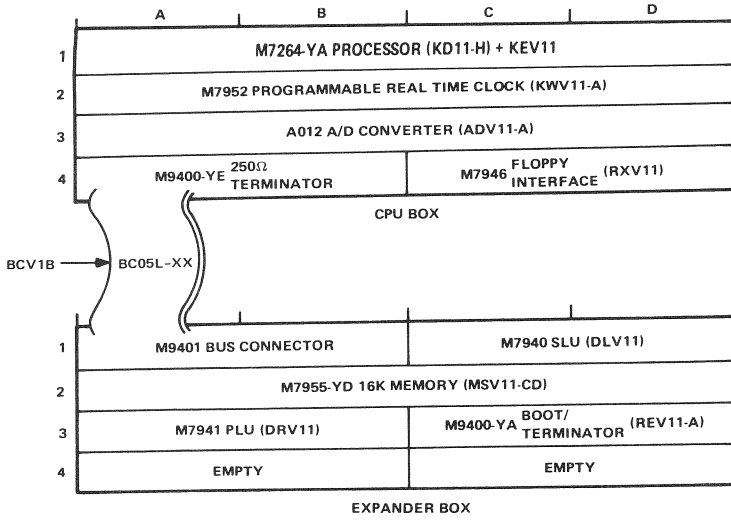 A B C D
1 M7264-YA PROCESSOR (KD11-H) + KEV11
2 M7952 PROGRAMMABLE REAL TIME CLOCK (KWV11-A)
3 A012 A/D CONVERTER (ADV11-A)
4 M9400-YE 250Ω TERMINATOR M7946 FLOPPY INTERFACE (RXV11)
CPU BOX
BCV1B BC05L-XX
1 M9401 BUS CONNECTOR M7940 SLU (DLV11)
2 M7955-YD 16K MEMORY (MSV11-CD)
3 M7941 PLU (DRV11) M9400-YA BOOT/ TERMINATOR (REV11-A)
4 EMPTY EMPTY
EXPANDER BOX